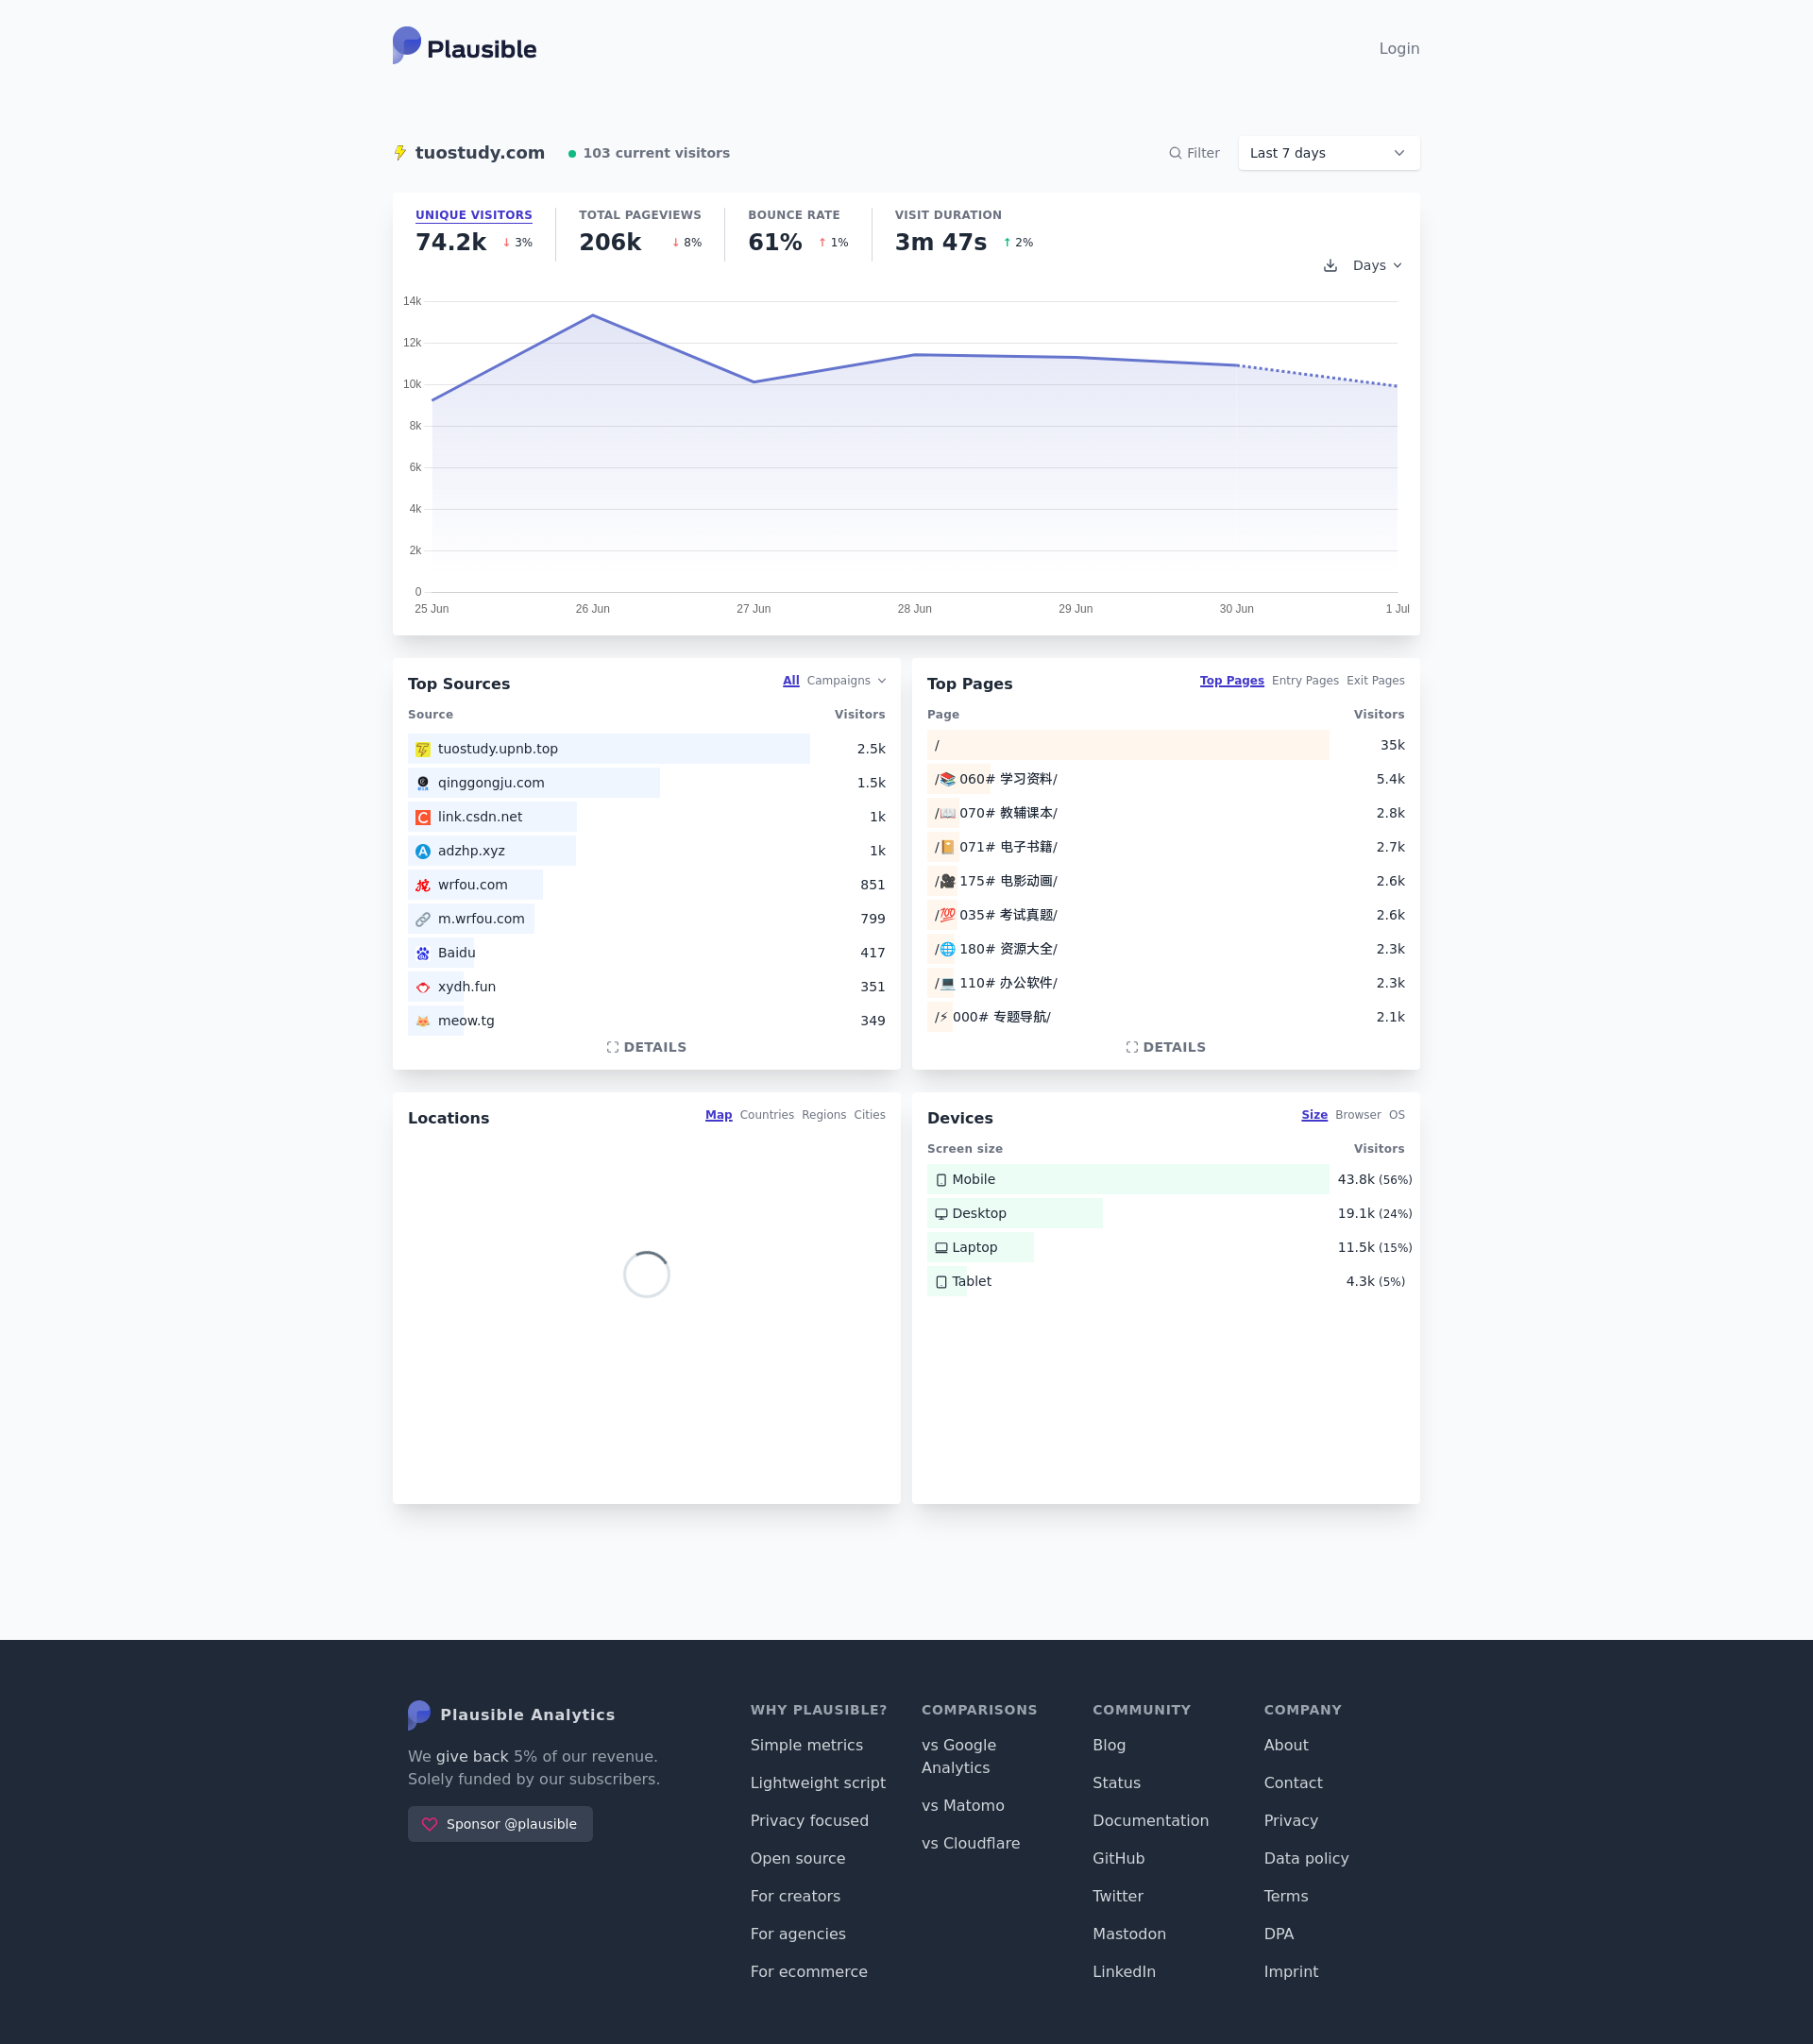 Plausible
Login
tuostudy.com
103 current visitors
Filter
Last 7 days
UNIQUE VISITORS
74.2k ↓ 3%
TOTAL PAGEVIEWS
206k ↓ 8%
BOUNCE RATE
61% ↑ 1%
VISIT DURATION
3m 47s ↑ 2%
Days
14k
12k
10k
8k
6k
4k
2k
0
25 Jun
26 Jun
27 Jun
28 Jun
29 Jun
30 Jun
1 Jul
Top Sources
All Campaigns
Source Visitors
tuostudy.upnb.top 2.5k
qinggongju.com 1.5k
link.csdn.net 1k
adzhp.xyz 1k
wrfou.com 851
m.wrfou.com 799
Baidu 417
xydh.fun 351
meow.tg 349
DETAILS
Top Pages
Top Pages Entry Pages Exit Pages
Page Visitors
/ 35k
/📚 060# 学习资料/ 5.4k
/📖 070# 教辅课本/ 2.8k
/📔 071# 电子书籍/ 2.7k
/🎥 175# 电影动画/ 2.6k
/💯 035# 考试真题/ 2.6k
/🌐 180# 资源大全/ 2.3k
/💻 110# 办公软件/ 2.3k
/⚡ 000# 专题导航/ 2.1k
DETAILS
Locations
Map Countries Regions Cities
Devices
Size Browser OS
Screen size Visitors
Mobile 43.8k (56%)
Desktop 19.1k (24%)
Laptop 11.5k (15%)
Tablet 4.3k (5%)
Plausible Analytics
We give back 5% of our revenue.
Solely funded by our subscribers.
Sponsor @plausible
WHY PLAUSIBLE?
Simple metrics
Lightweight script
Privacy focused
Open source
For creators
For agencies
For ecommerce
COMPARISONS
vs Google
Analytics
vs Matomo
vs Cloudflare
COMMUNITY
Blog
Status
Documentation
GitHub
Twitter
Mastodon
LinkedIn
COMPANY
About
Contact
Privacy
Data policy
Terms
DPA
Imprint